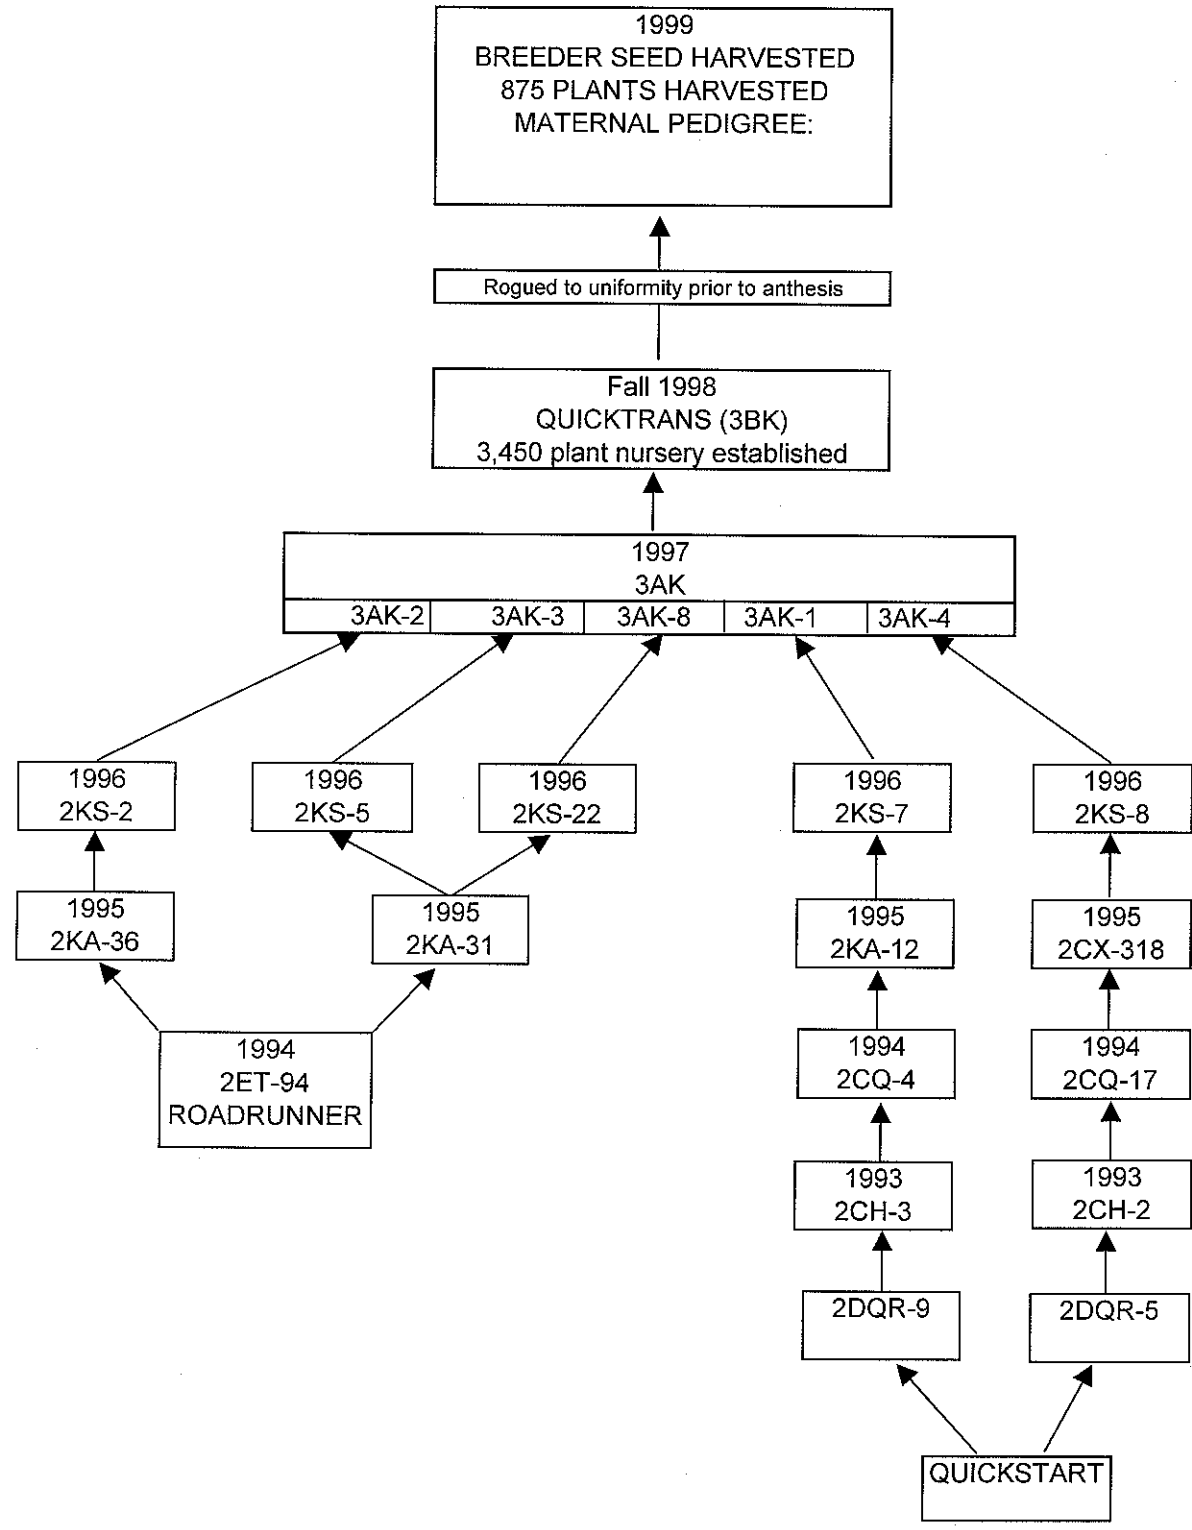 1999
BREEDER SEED HARVESTED
875 PLANTS HARVESTED
MATERNAL PEDIGREE:
Rogued to uniformity prior to anthesis
Fall 1998
QUICKTRANS (3BK)
3,450 plant nursery established
1997
3AK
3AK-2 3AK-3 3AK-8 3AK-1 3AK-4
1996 1996 1996 1996 1996
2KS-2 2KS-5 2KS-22 2KS-7 2KS-8
1995 1995 1995 1995
2KA-36 2KA-31 2KA-12 2CX-318
1994 1994 1994
2ET-94 2CQ-4 2CQ-17
ROADRUNNER
1993 1993
2CH-3 2CH-2
2DQR-9 2DQR-5
QUICKSTART